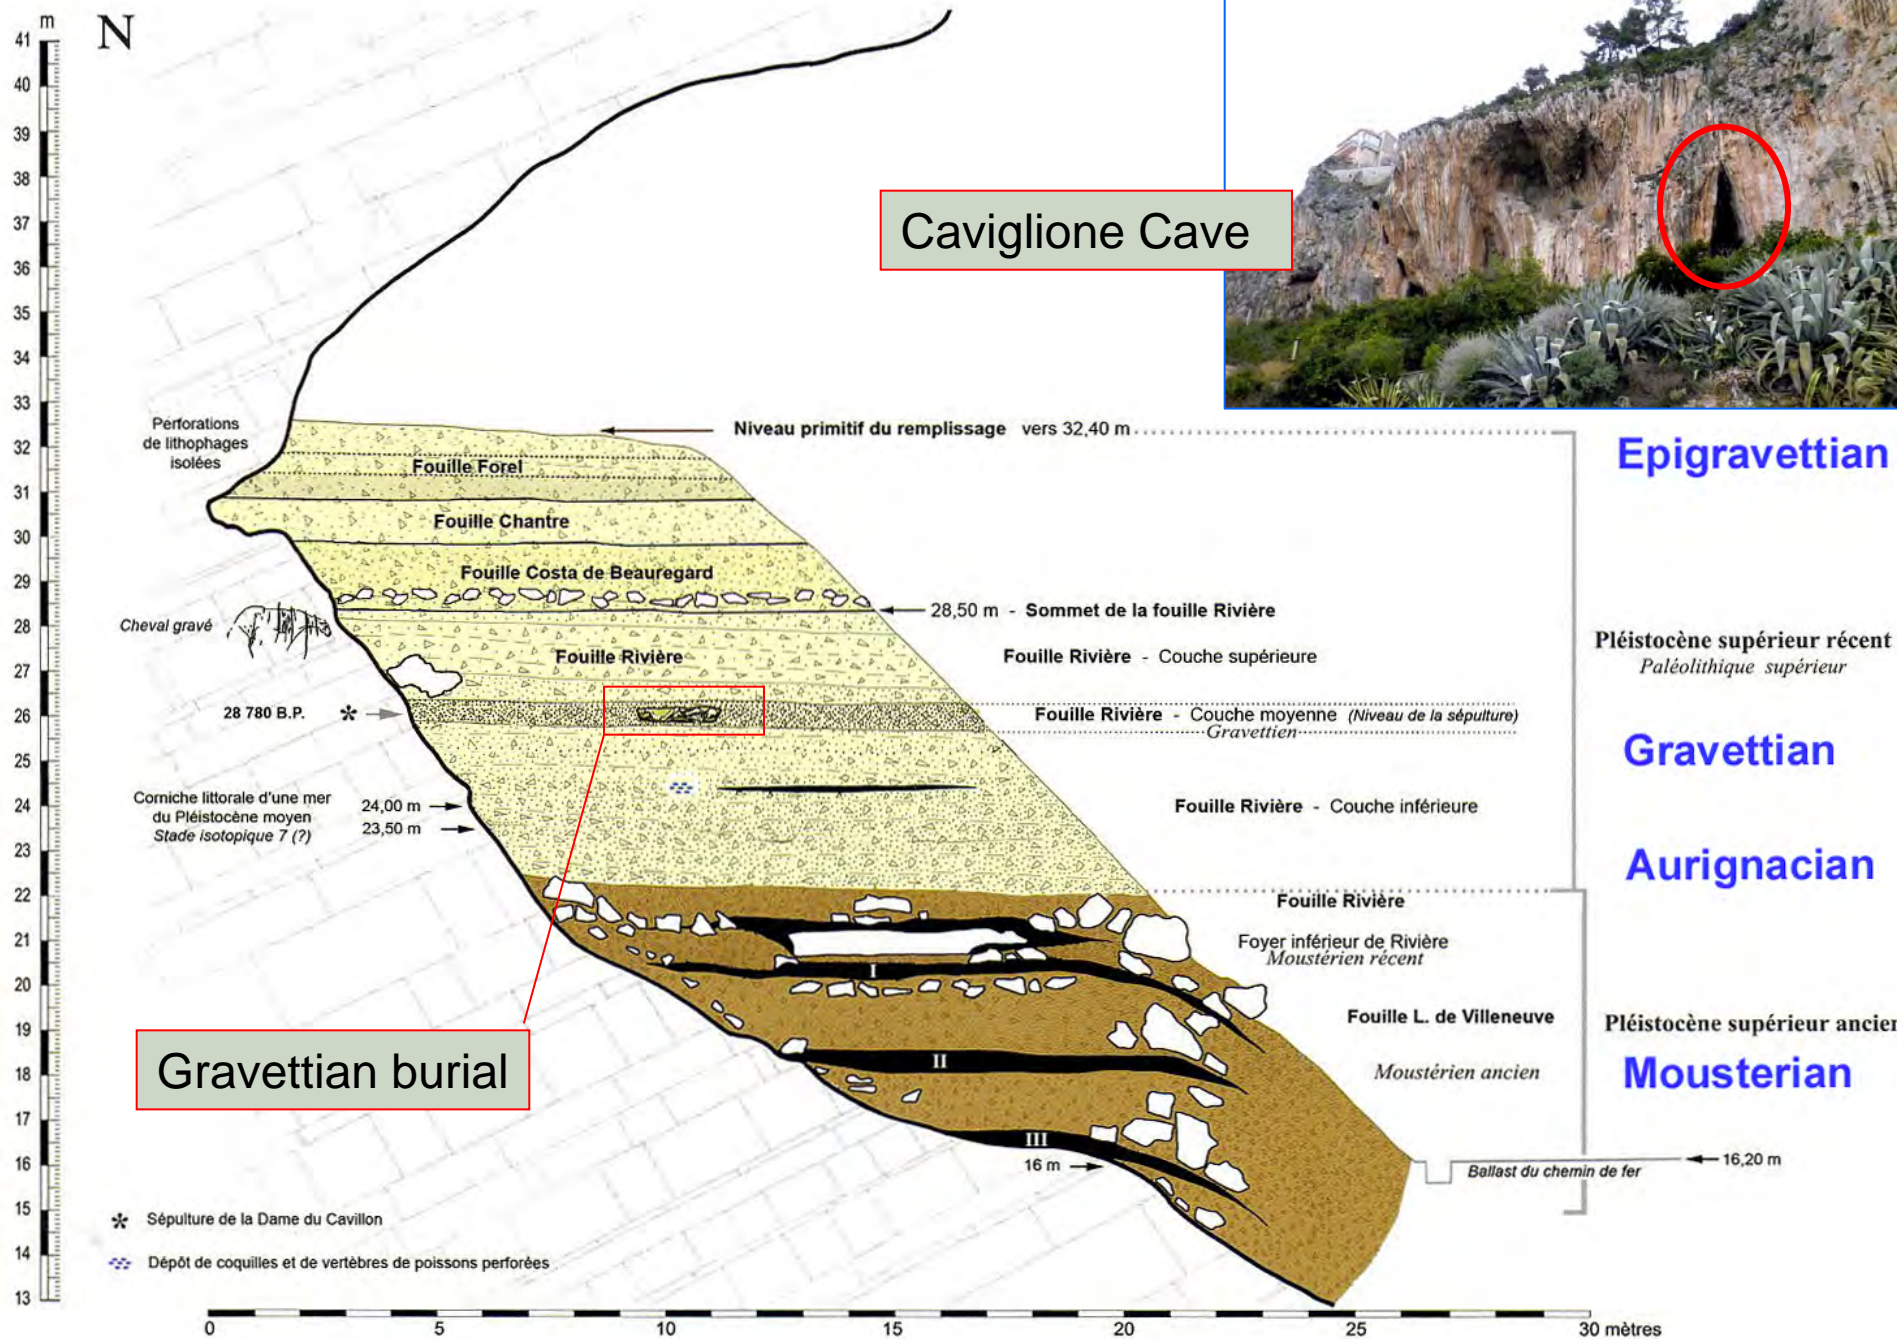 m
N
41
40
39
38
37
36
35
34
33
32
31
30
29
28
27
26
25
24
23
22
21
20
19
18
17
16
15
14
13
Caviglione Cave
Perforations
de lithophages
isolées
Niveau primitif du remplissage vers 32,40 m
Epigravettian
Fouille Forel
Fouille Chantre
Fouille Costa de Beauregard
28,50 m - Sommet de la fouille Rivière
Cheval gravé
Pléistocène supérieur récent
Paléolithique supérieur
Fouille Rivière
Fouille Rivière - Couche supérieure
28 780 B.P. *
Fouille Rivière - Couche moyenne (Niveau de la sépulture)
Gravettien
Gravettian
Corniche littorale d'une mer
du Pléistocène moyen
Stade isotopique 7 (?)
24,00 m
23,50 m
Fouille Rivière - Couche inférieure
Aurignacian
Fouille Rivière
Foyer inférieur de Rivière
Moustérien récent
I
Fouille L. de Villeneuve
Pléistocène supérieur ancien
Gravettian burial
II
Moustérien ancien
Mousterian
III
16 m
16,20 m
Ballast du chemin de fer
* Sépulture de la Dame du Cavillon
Dépôt de coquilles et de vertèbres de poissons perforées
0 5 10 15 20 25 30 mètres